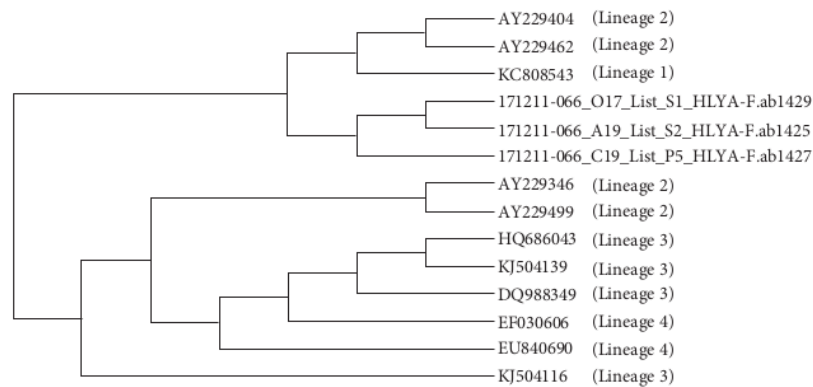 AY229404 (Lineage 2)
AY229462 (Lineage 2)
KC808543 (Lineage 1)
171211-066_O17_List_S1_HLYA-F.ab1429
171211-066_A19_List_S2_HLYA-F.ab1425
171211-066_C19_List_P5_HLYA-F.ab1427
AY229346 (Lineage 2)
AY229499 (Lineage 2)
HQ686043 (Lineage 3)
KJ504139 (Lineage 3)
DQ988349 (Lineage 3)
EF030606 (Lineage 4)
EU840690 (Lineage 4)
KJ504116 (Lineage 3)